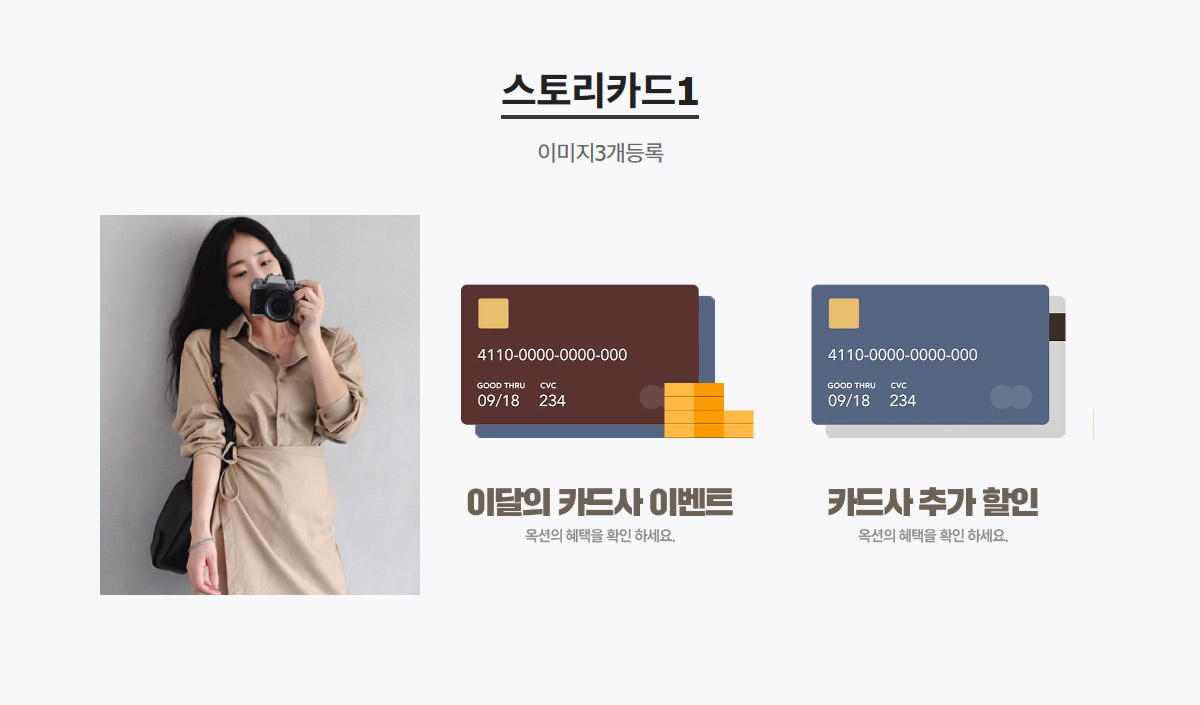 스토리카드1
이미지3개등록
4110-0000-0000-000
GOOD THRU CVC
09/18 234
이달의 카드사 이벤트
옥션의 혜택을 확인 하세요.
4110-0000-0000-000
GOOD THRU CVC
09/18 234
카드사 추가 할인
옥션의 혜택을 확인 하세요.